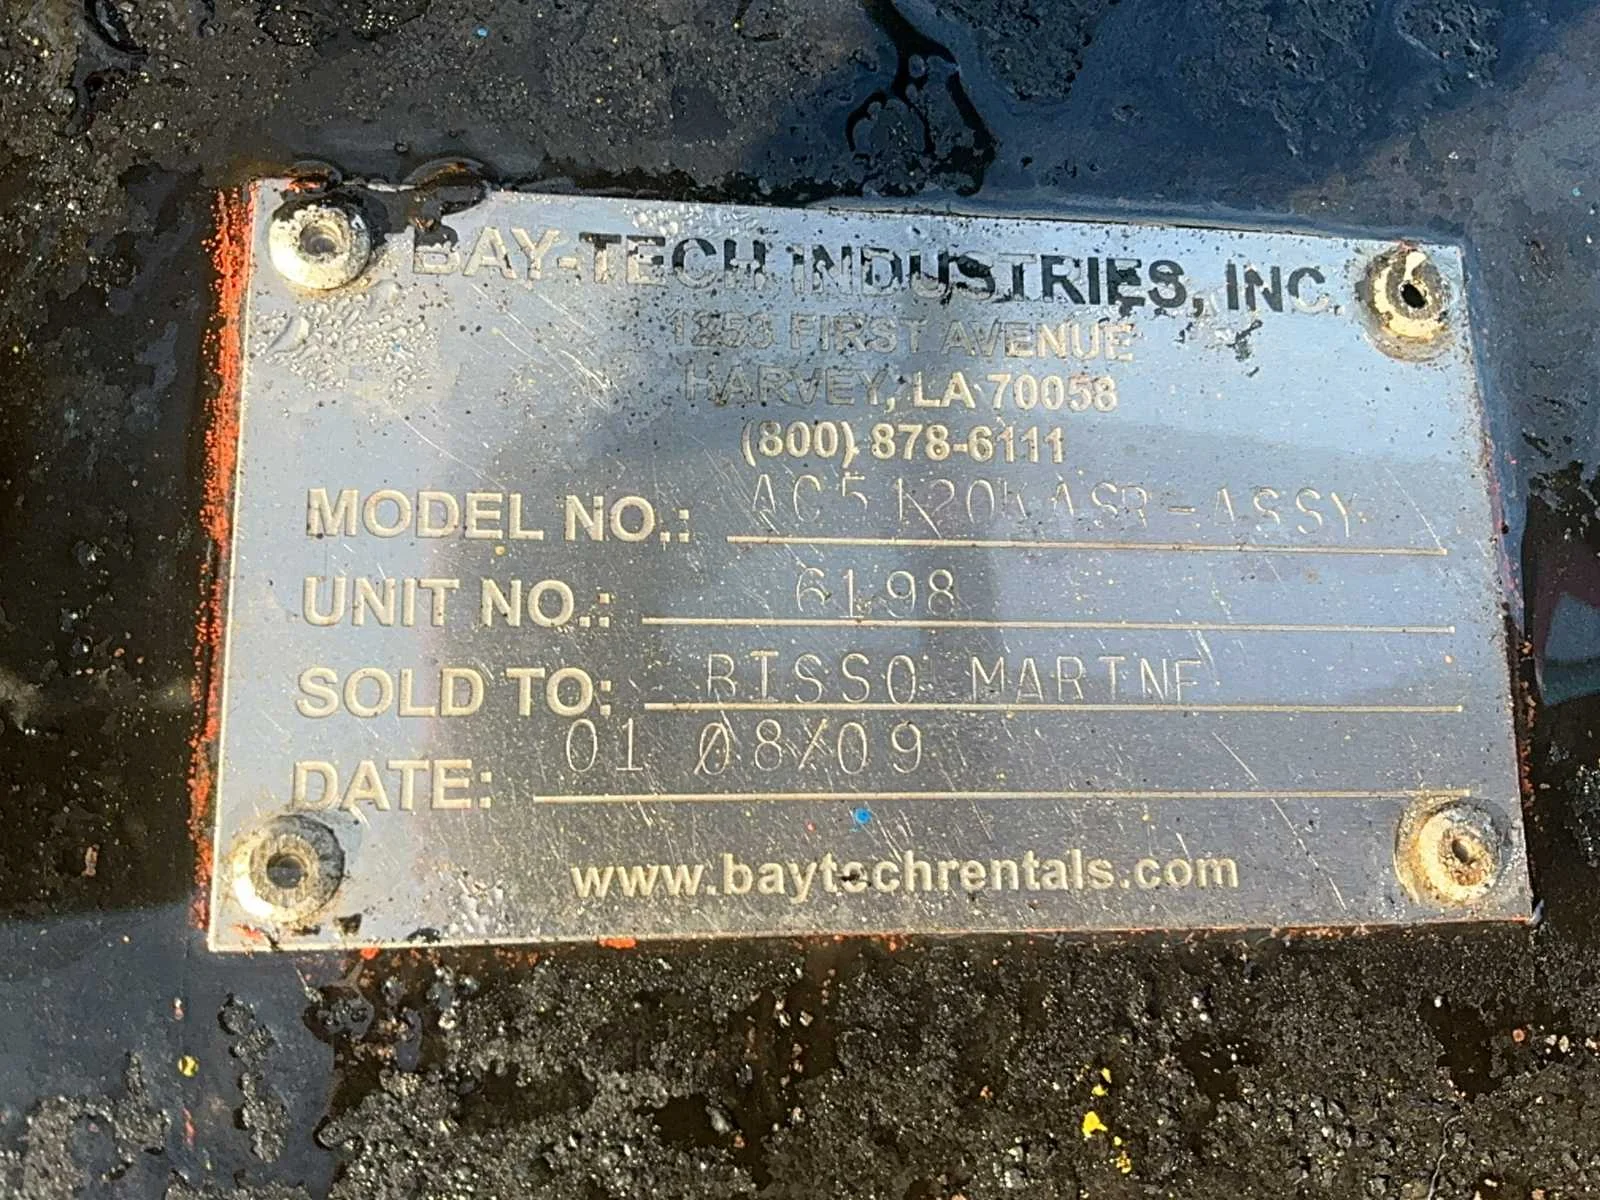 BAY-TECH INDUSTRIES, INC.
1253 FIRST AVENUE
HARVEY, LA 70058
(800) 878-6111
MODEL NO.:
UNIT NO.: 6198
SOLD TO: BISSO MARINE
DATE: 01 08/09
www.baytechrentals.com